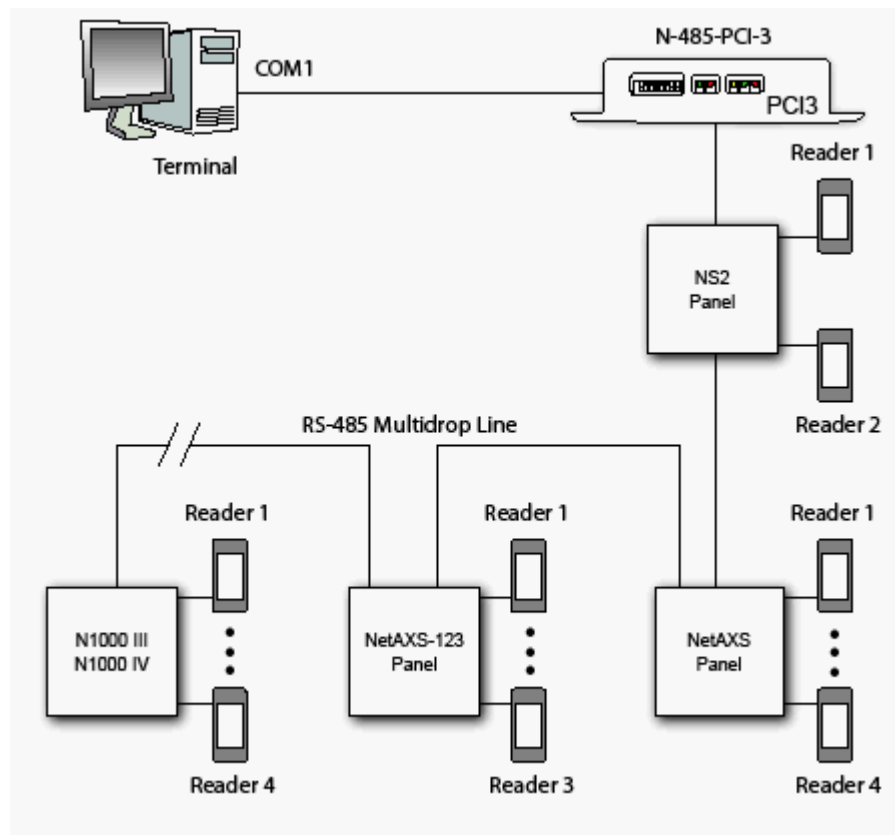 N-485-PCI-3
COM1
PCI3
Terminal
Reader 1
NS2
Panel
Reader 2
RS-485 Multidrop Line
Reader 1
Reader 1
Reader 1
N1000 III
N1000 IV
NetAXS-123
Panel
NetAXS
Panel
Reader 4
Reader 3
Reader 4